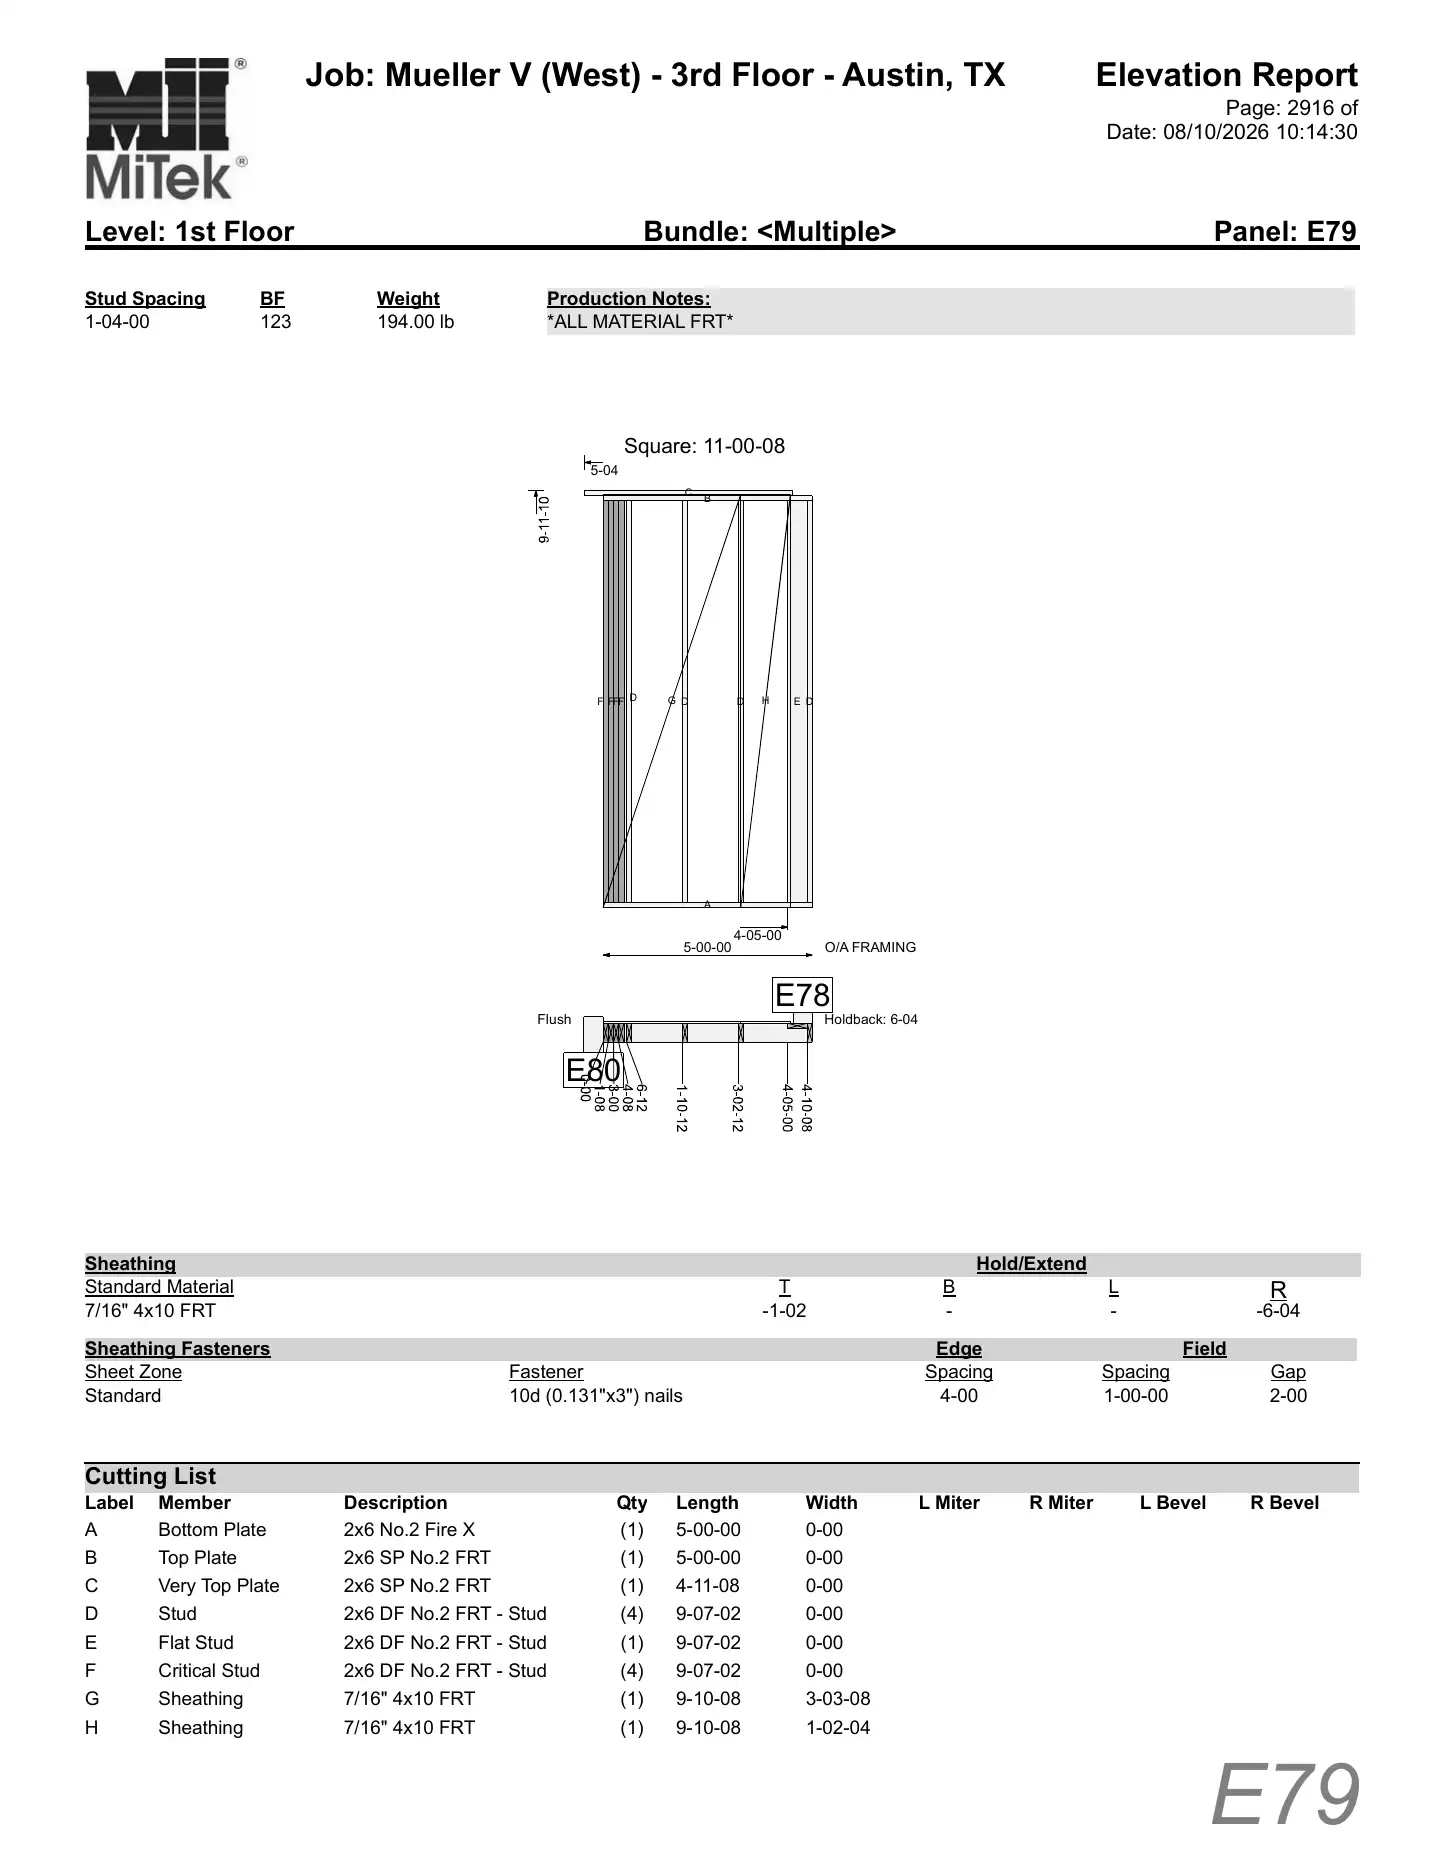 Job: Mueller V (West) - 3rd Floor - Austin, TX
Elevation Report
Page: 2916 of
Date: 08/10/2026 10:14:30
MiTek®
Level: 1st Floor Bundle: <Multiple> Panel: E79
Stud Spacing BF Weight Production Notes:
1-04-00 123 194.00 lb *ALL MATERIAL FRT*
Square: 11-00-08
5-04
C
B
10-11-9
F F F F D G D D H E D
A
4-05-00
5-00-00 O/A FRAMING
E78
Flush Holdback: 6-04
E80
0-00 1-08 3-00 4-08 6-12 1-10-12 3-02-12 4-05-00 4-10-08
Sheathing Hold/Extend
Standard Material T B L R
7/16" 4x10 FRT -1-02 - - -6-04
Sheathing Fasteners Edge Field
Sheet Zone Fastener Spacing Spacing Gap
Standard 10d (0.131"x3") nails 4-00 1-00-00 2-00
Cutting List
Label Member Description Qty Length Width L Miter R Miter L Bevel R Bevel
A Bottom Plate 2x6 No.2 Fire X (1) 5-00-00 0-00
B Top Plate 2x6 SP No.2 FRT (1) 5-00-00 0-00
C Very Top Plate 2x6 SP No.2 FRT (1) 4-11-08 0-00
D Stud 2x6 DF No.2 FRT - Stud (4) 9-07-02 0-00
E Flat Stud 2x6 DF No.2 FRT - Stud (1) 9-07-02 0-00
F Critical Stud 2x6 DF No.2 FRT - Stud (4) 9-07-02 0-00
G Sheathing 7/16" 4x10 FRT (1) 9-10-08 3-03-08
H Sheathing 7/16" 4x10 FRT (1) 9-10-08 1-02-04
E79